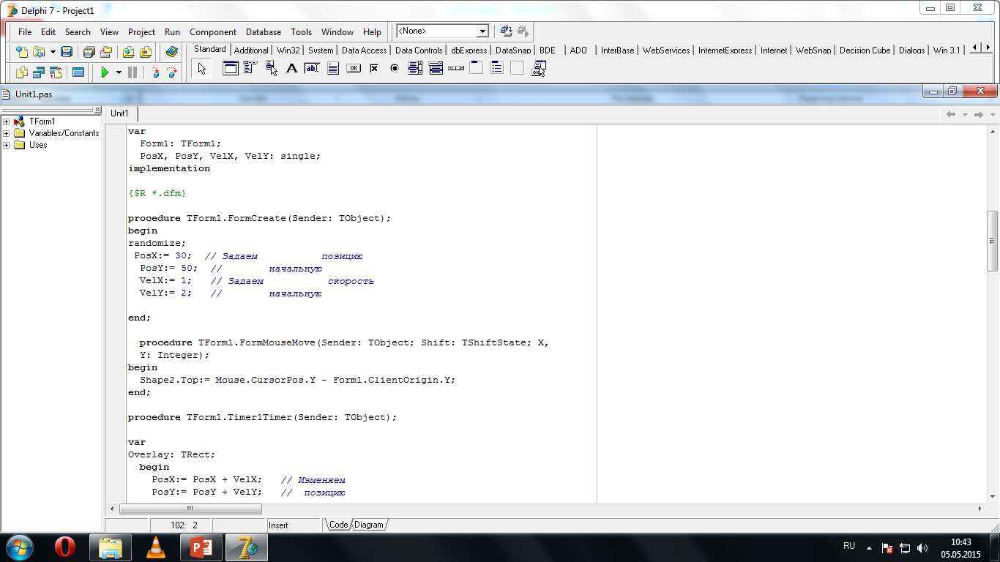 Delphi 7 - Project1
File Edit Search View Project Run Component Database Tools Window Help <None>
Standard Additional Win32 System Data Access Data Controls dbExpress DataSnap BDE ADO InterBase WebServices InternetExpress Internet WebSnap Decision Cube Dialogs Win 3.1
Unit1.pas
TForm1
Variables/Constants
Uses
Unit1
var
Form1: TForm1;
PosX, PosY, VelX, VelY: single;
implementation
{$R *.dfm}
procedure TForm1.FormCreate(Sender: TObject);
begin
randomize;
PosX:= 30; // Задаем позицию
PosY:= 50; // начальную
VelX:= 1; // Задаем скорость
VelY:= 2; // начальную
end;
procedure TForm1.FormMouseMove(Sender: TObject; Shift: TShiftState; X,
Y: Integer);
begin
Shape2.Top:= Mouse.CursorPos.Y - Form1.ClientOrigin.Y;
end;
procedure TForm1.Timer1Timer(Sender: TObject);
var
Overlay: TRect;
begin
PosX:= PosX + VelX; // Изменяем
PosY:= PosY + VelY; // позицию
102: 2 Insert Code Diagram
RU
10:43
05.05.2015